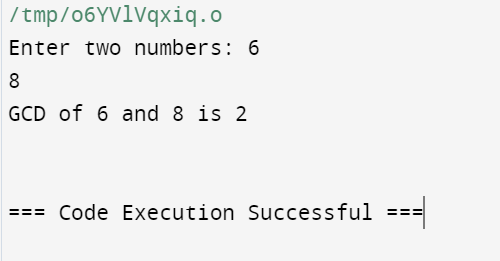 /tmp/o6YVlVqxiq.o
Enter two numbers: 6
8
GCD of 6 and 8 is 2
=== Code Execution Successful ===